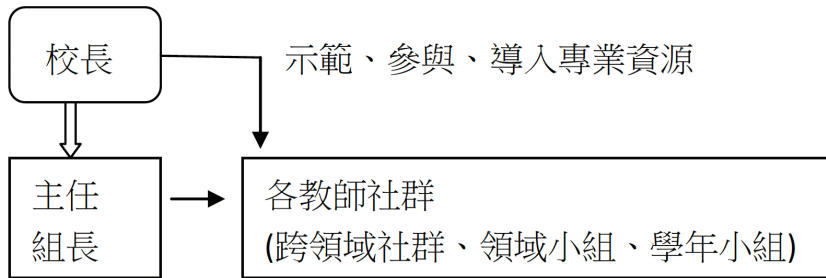 校長
示範、參與、導入專業資源
主任
組長
各教師社群
(跨領域社群、領域小組、學年小組)